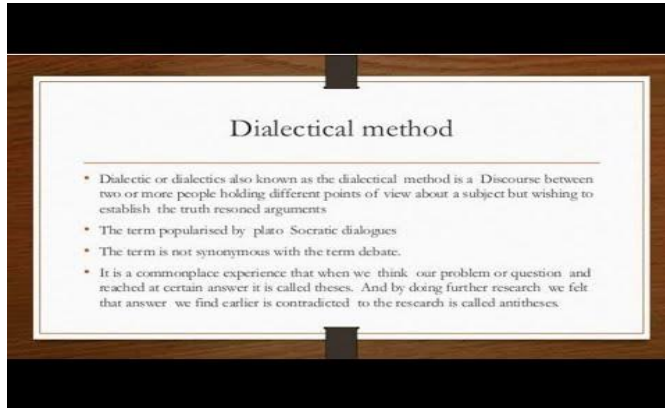 Dialectical method
• Dialectic or dialectics also known as the dialectical method is a Discourse between
two or more people holding different points of view about a subject but wishing to
establish the truth resoned arguments
• The term popularised by plato Socratic dialogues
• The term is not synonymous with the term debate.
• It is a commonplace experience that when we think our problem or question and
reached at certain answer it is called theses. And by doing further research we felt
that answer we find earlier is contradicted to the research is called antitheses.